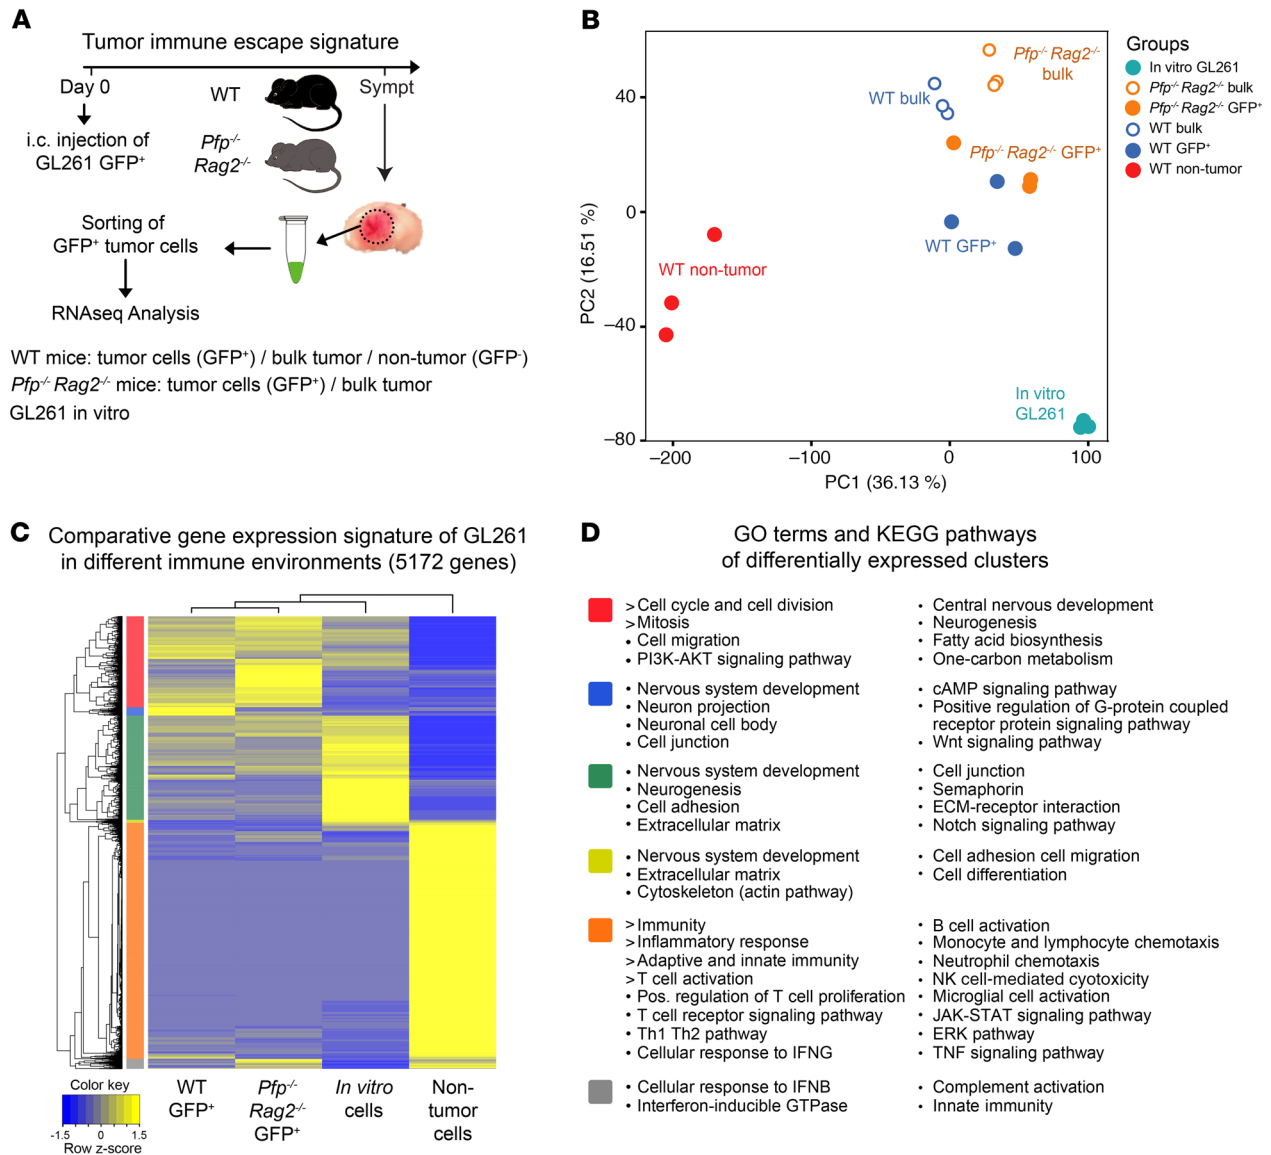 A
Tumor immune escape signature
Day 0
WT
Sympt
i.c. injection of
GL261 GFP+
Pfp-/-
Rag2-/-
Sorting of
GFP+ tumor cells
RNAseq Analysis
WT mice: tumor cells (GFP+) / bulk tumor / non-tumor (GFP-)
Pfp-/- Rag2-/- mice: tumor cells (GFP+) / bulk tumor
GL261 in vitro
B
PC2 (16.51 %)
40
0
–40
–80
–200
–100
0
100
PC1 (36.13 %)
Pfp-/- Rag2-/-
bulk
WT bulk
Pfp-/- Rag2-/- GFP+
WT GFP+
WT non-tumor
In vitro
GL261
Groups
In vitro GL261
Pfp-/- Rag2-/- bulk
Pfp-/- Rag2-/- GFP+
WT bulk
WT GFP+
WT non-tumor
C
Comparative gene expression signature of GL261
in different immune environments (5172 genes)
WT
GFP+
Pfp-/-
Rag2-/-
GFP+
In vitro
cells
Non-
tumor
cells
Color key
-1.5 0 1.5
Row z-score
D
GO terms and KEGG pathways
of differentially expressed clusters
> Cell cycle and cell division
> Mitosis
• Cell migration
• PI3K-AKT signaling pathway
• Central nervous development
• Neurogenesis
• Fatty acid biosynthesis
• One-carbon metabolism
• Nervous system development
• Neuron projection
• Neuronal cell body
• Cell junction
• cAMP signaling pathway
• Positive regulation of G-protein coupled
receptor protein signaling pathway
• Wnt signaling pathway
• Nervous system development
• Neurogenesis
• Cell adhesion
• Extracellular matrix
• Cell junction
• Semaphorin
• ECM-receptor interaction
• Notch signaling pathway
• Nervous system development
• Extracellular matrix
• Cytoskeleton (actin pathway)
• Cell adhesion cell migration
• Cell differentiation
> Immunity
> Inflammatory response
> Adaptive and innate immunity
> T cell activation
• Pos. regulation of T cell proliferation
• T cell receptor signaling pathway
• Th1 Th2 pathway
• Cellular response to IFNG
• B cell activation
• Monocyte and lymphocyte chemotaxis
• Neutrophil chemotaxis
• NK cell-mediated cyotoxicity
• Microglial cell activation
• JAK-STAT signaling pathway
• ERK pathway
• TNF signaling pathway
• Cellular response to IFNB
• Interferon-inducible GTPase
• Complement activation
• Innate immunity